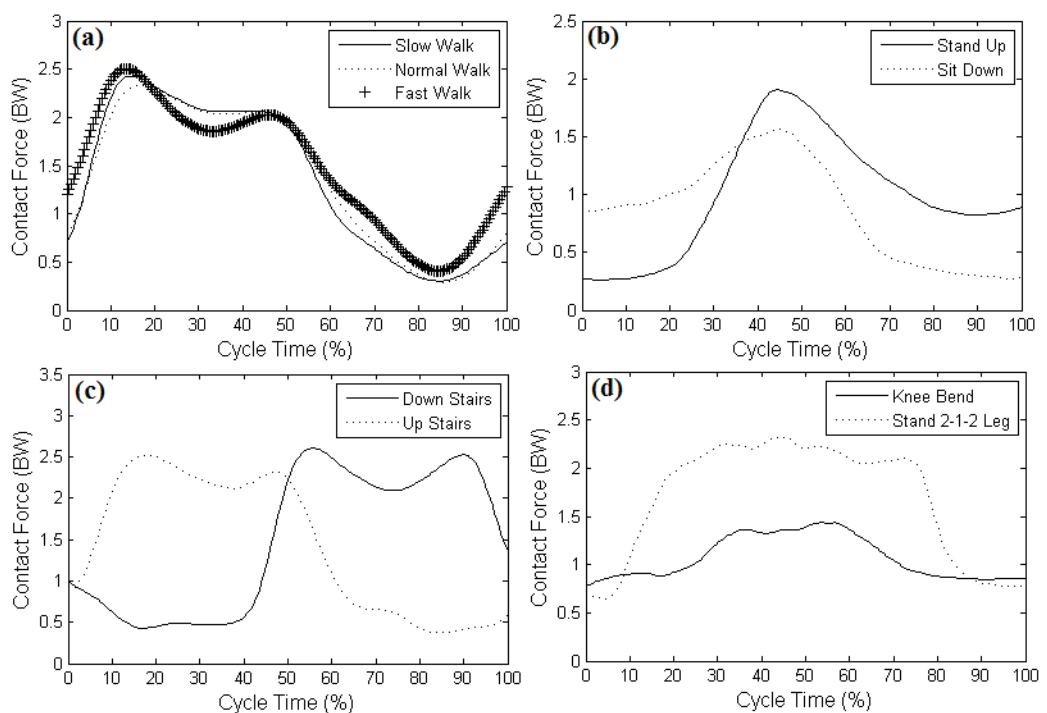 (a)
Contact Force (BW)
3
2.5
2
1.5
1
0.5
0
Slow Walk
Normal Walk
Fast Walk
0 10 20 30 40 50 60 70 80 90 100
Cycle Time (%)
(b)
Contact Force (BW)
2.5
2
1.5
1
0.5
0
Stand Up
Sit Down
0 10 20 30 40 50 60 70 80 90 100
Cycle Time (%)
(c)
Contact Force (BW)
3.5
3
2.5
2
1.5
1
0.5
0
Down Stairs
Up Stairs
0 10 20 30 40 50 60 70 80 90 100
Cycle Time (%)
(d)
Contact Force (BW)
3
2.5
2
1.5
1
0.5
0
Knee Bend
Stand 2-1-2 Leg
0 10 20 30 40 50 60 70 80 90 100
Cycle Time (%)